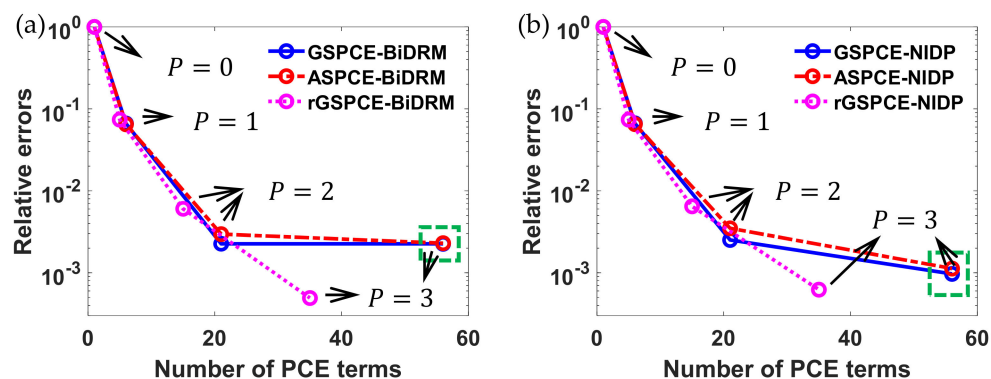 (a)
10^0
10^-1
10^-2
10^-3
Relative errors
0
20
40
60
Number of PCE terms
GSPCE-BiDRM
ASPCE-BiDRM
rGSPCE-BiDRM
P = 0
P = 1
P = 2
P = 3
(b)
10^0
10^-1
10^-2
10^-3
Relative errors
0
20
40
60
Number of PCE terms
GSPCE-NIDP
ASPCE-NIDP
rGSPCE-NIDP
P = 0
P = 1
P = 2
P = 3